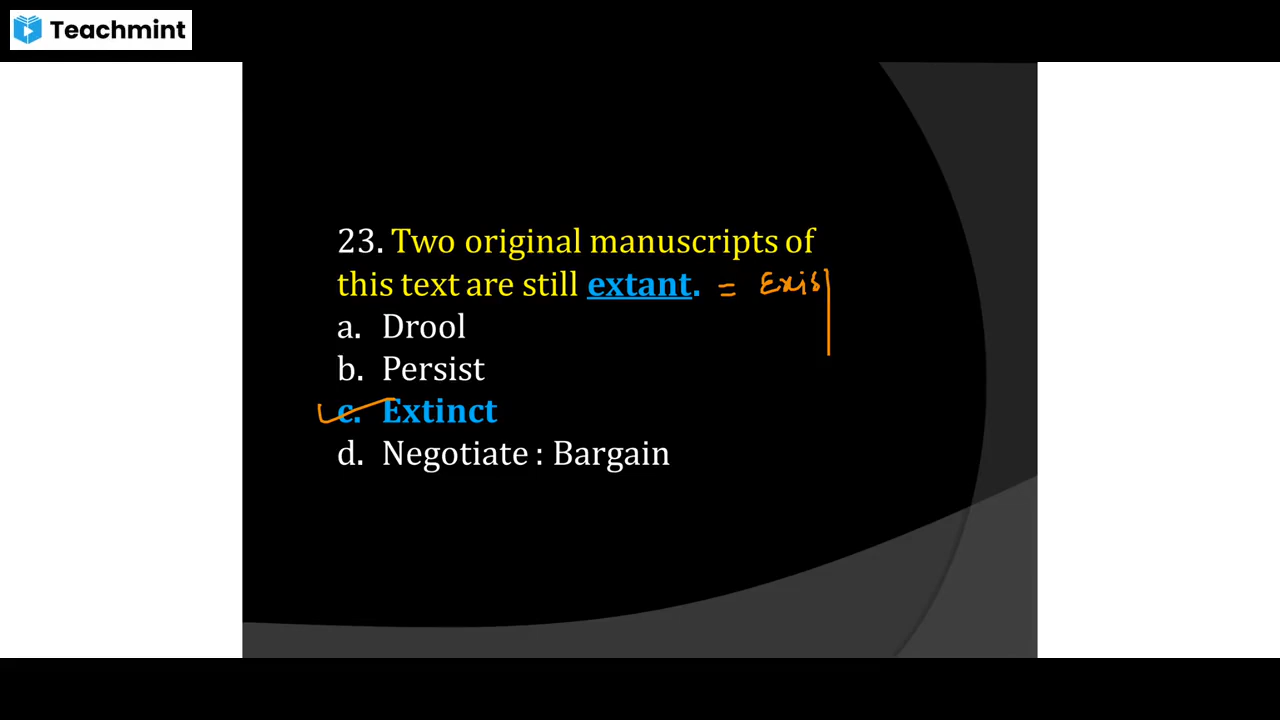 Teachmint
23. Two original manuscripts of
this text are still extant. = Exist
a. Drool
b. Persist
c. Extinct
d. Negotiate : Bargain